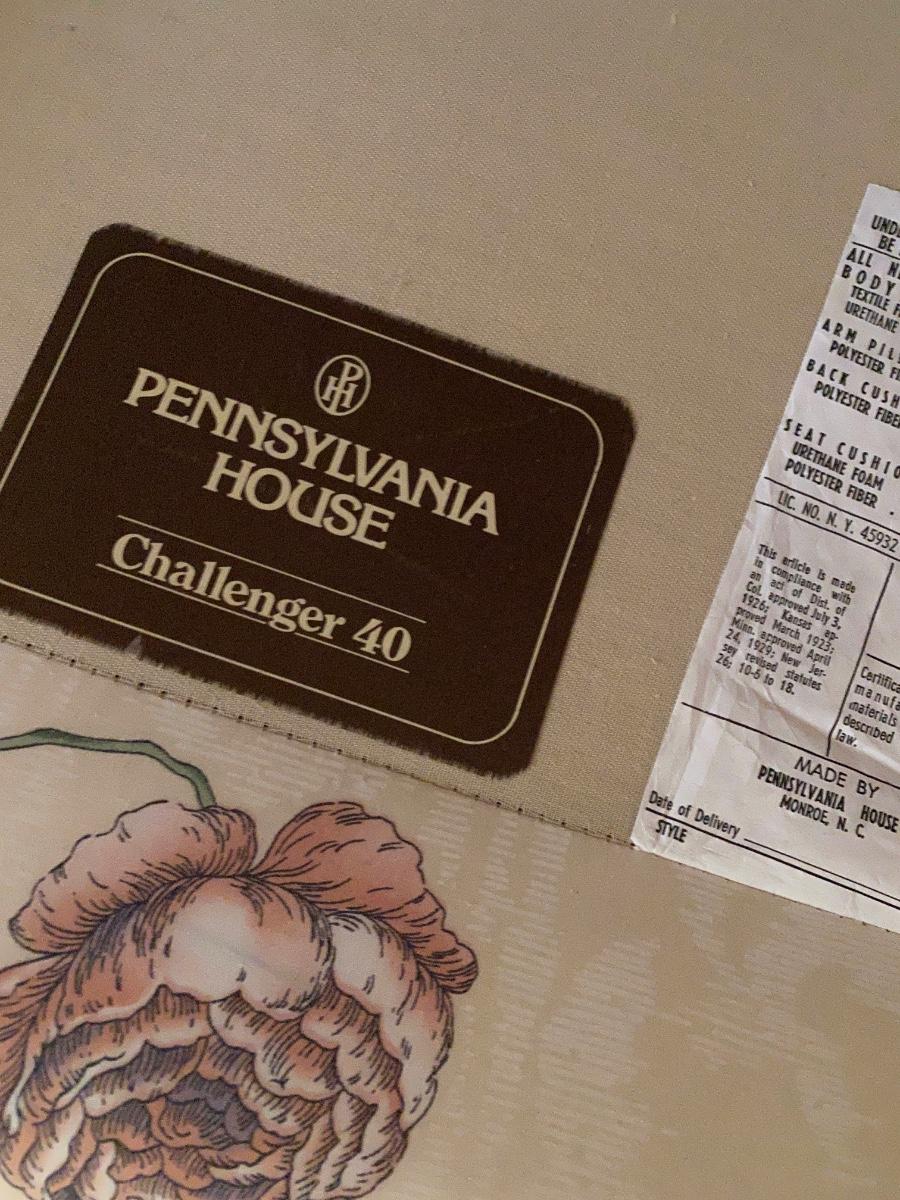 PH
PENNSYLVANIA
HOUSE
Challenger 40
ALL
BODY
TEXTILE
URETHANE
ARM
POLYESTER
BACK
POLYESTER FIBER
SEAT
URETHANE FOAM
POLYESTER FIBER .
LIC. NO. N. Y. 45932
This article is made
in compliance with
an act of Dist. of
Col. approved July 3,
1926; Kansas ap-
proved March 1923;
Minn. approved April
24, 1929; New Jer-
sey revised statutes
26; 10-6 to 18.
materials
described
law.
MADE BY
PENNSYLVANIA HOUSE
MONROE, N. C.
Date of Delivery
STYLE